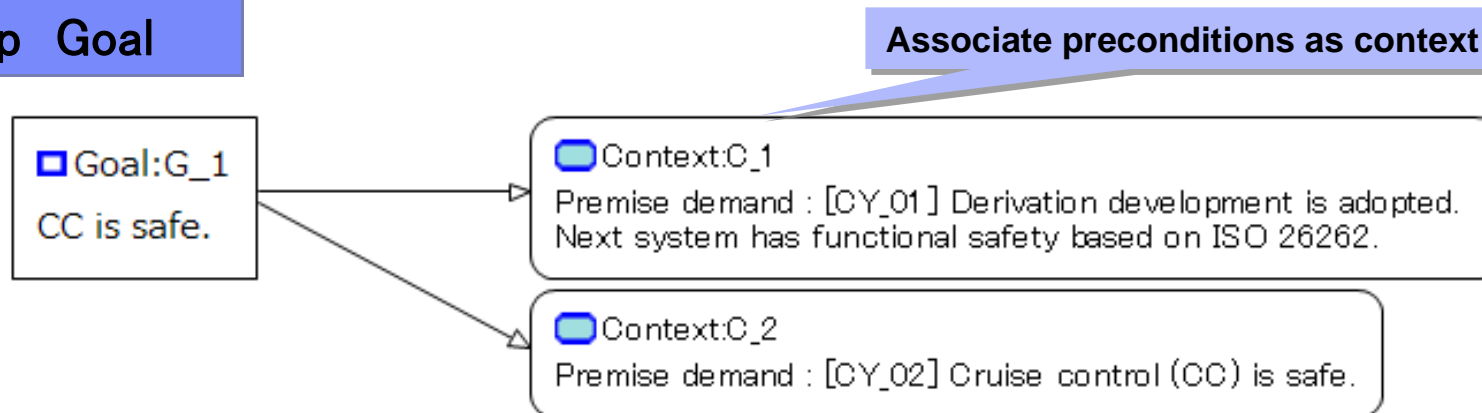 p Goal
Associate preconditions as context
Goal:G_1
CC is safe.
Context:C_1
Premise demand : [CY_01] Derivation development is adopted.
Next system has functional safety based on ISO 26262.
Context:C_2
Premise demand : [CY_02] Cruise control (CC) is safe.